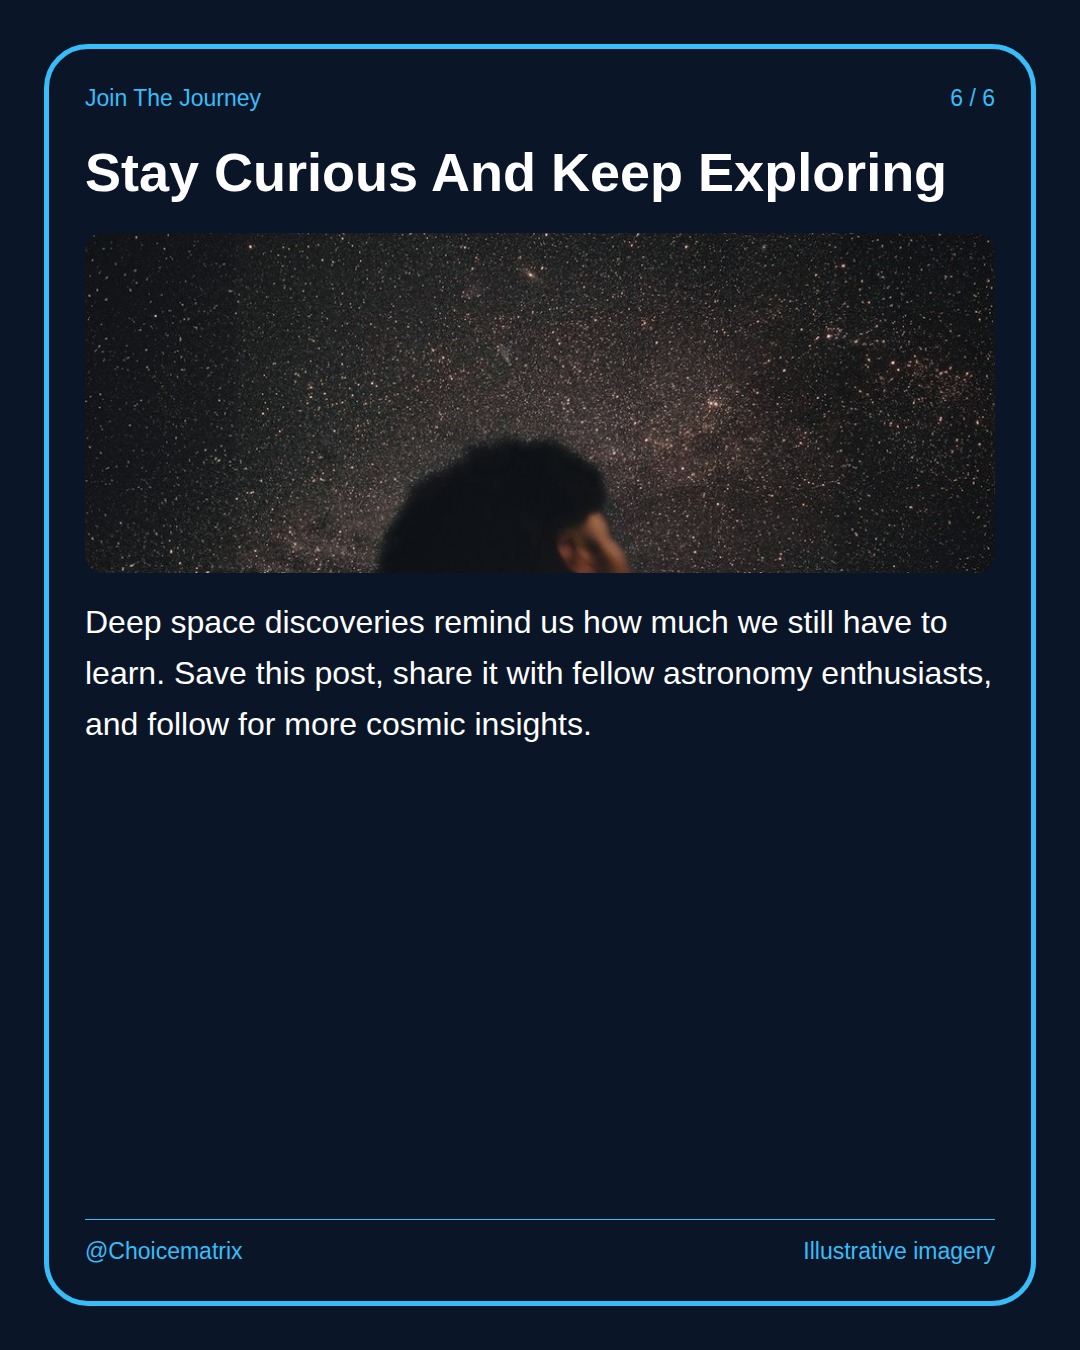 Join The Journey
6 / 6
Stay Curious And Keep Exploring
Deep space discoveries remind us how much we still have to
learn. Save this post, share it with fellow astronomy enthusiasts,
and follow for more cosmic insights.
@Choicematrix
Illustrative imagery